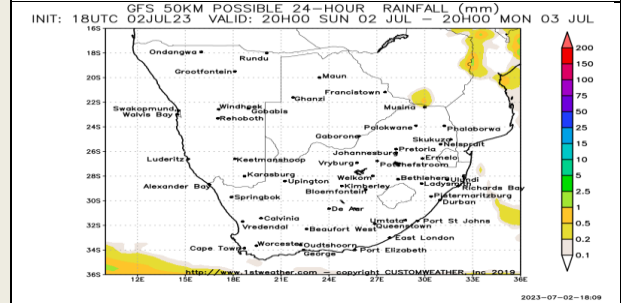 GFS 50KM POSSIBLE 24-HOUR RAINFALL (mm)
INIT: 18UTC 02JUL23 VALID: 20H00 SUN 02 JUL – 20H00 MON 03 JUL
16S
Ondangwa
Rundu
200
18S
150
Grootfontein
Maun
100
20S
Francistown
75
Ghanzi
22S
Swakopmund
Windhoek
Gobabis
Musina
50
Walvis Bay
Rehoboth
25
24S
Polokwane
Phalaborwa
15
Gaborone
Skukuza
Nelspruit
26S
Johannesburg
Pretoria
10
Luderitz
Keetmanshoop
Vryburg
Ermelo
Potchefstroom
5
28S
Karasburg
Upington
Welkom
Bethlehem
Ulundi
Alexander Bay
Kimberley
Ladysmith
Richards Bay
2.5
Bloemfontein
Springbok
Pietermaritzburg
30S
Durban
1
De Aar
0.5
Calvinia
Umtata
Port St Johns
32S
Vredendal
Beaufort West
Queenstown
0.2
East London
34S
Cape Town
Worcester
Oudtshoorn
George
Port Elizabeth
0.1
36S
http://www.1stweather.com – copyright CUSTOMWEATHER, Inc 2019
12E 15E 18E 21E 24E 27E 30E 33E 36E
2023-07-02-18:09